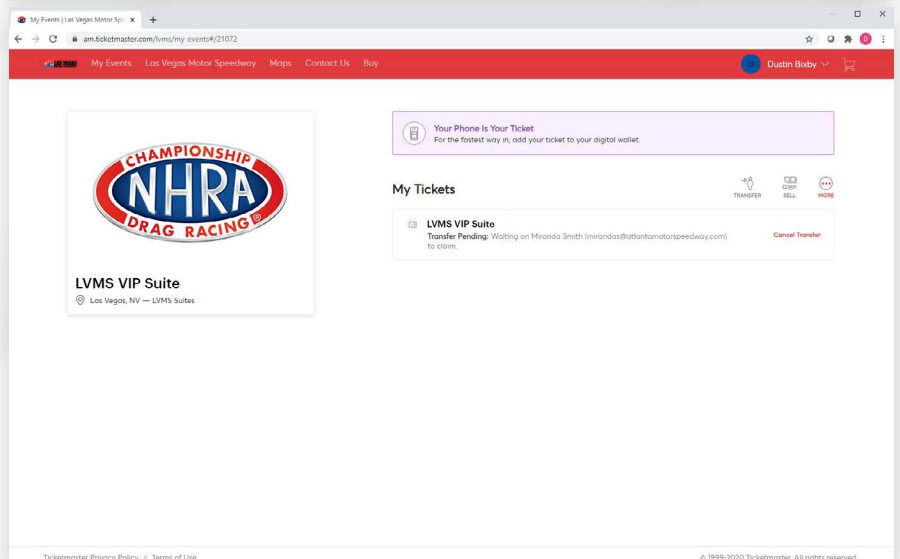 My Events | Las Vegas Motor Spe
am.ticketmaster.com/lvms/my-events#/21072
D
LAS VEGAS
My Events Las Vegas Motor Speedway Maps Contact Us Buy
D Dustin Bixby
CHAMPIONSHIP
NHRA
DRAG RACING®
LVMS VIP Suite
Las Vegas, NV — LVMS Suites
Your Phone Is Your Ticket
For the fastest way in, add your ticket to your digital wallet.
My Tickets
TRANSFER SELL MORE
LVMS VIP Suite
Transfer Pending: Waiting on Miranda Smith (mirandas@atlantamotorspeedway.com)
to claim.
Cancel Transfer
Ticketmaster Privacy Policy // Terms of Use
© 1999-2020 Ticketmaster. All rights reserved.